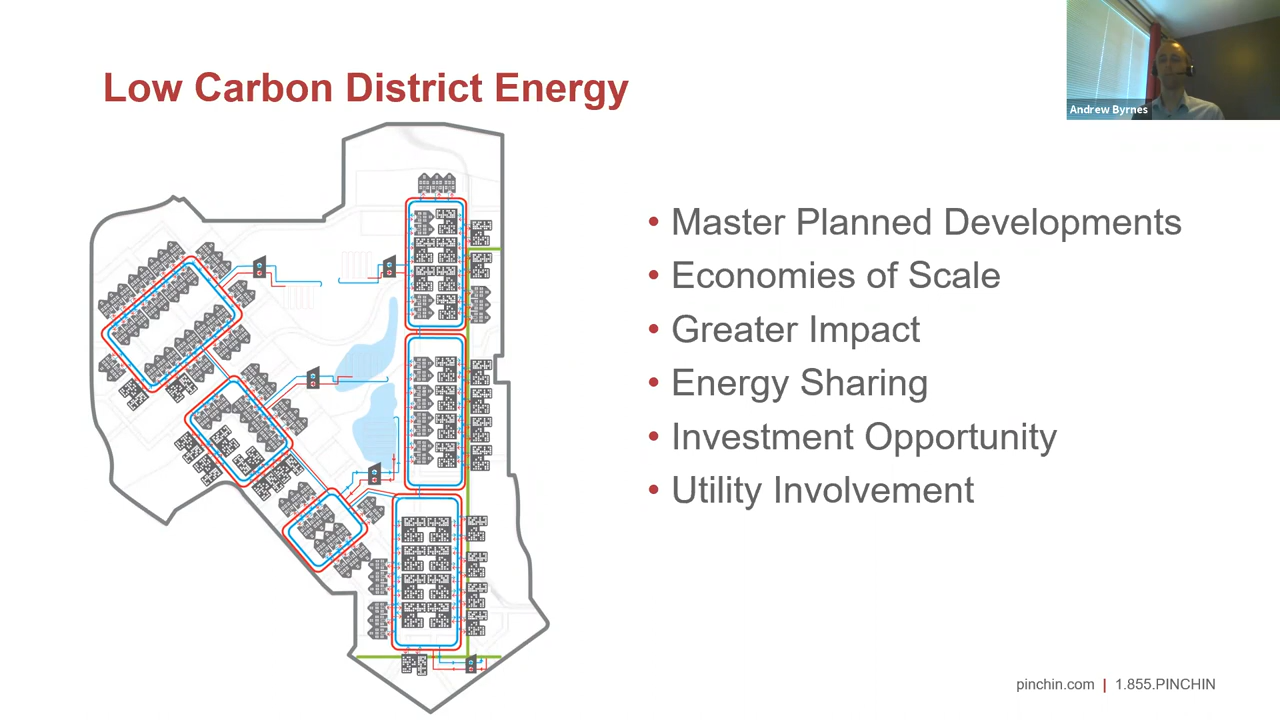 Low Carbon District Energy
Andrew Byrnes
• Master Planned Developments
• Economies of Scale
• Greater Impact
• Energy Sharing
• Investment Opportunity
• Utility Involvement
pinchin.com | 1.855.PINCHIN